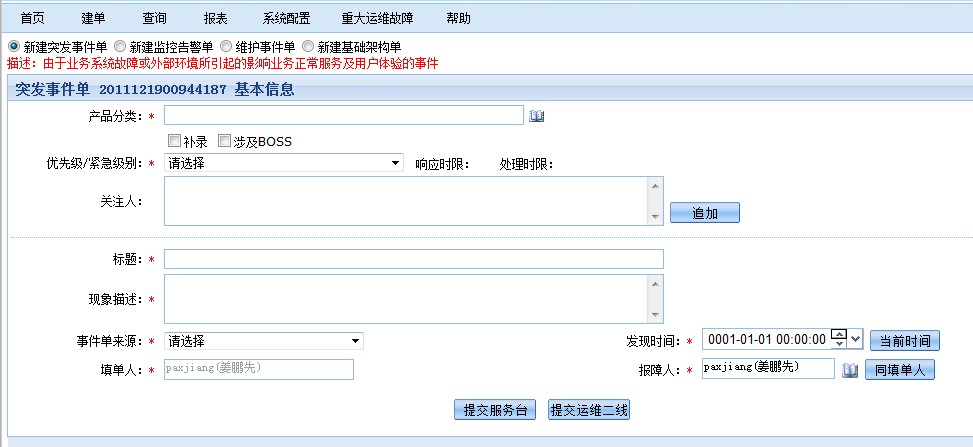 首页 建单 查询 报表 系统配置 重大运维故障 帮助
新建突发事件单 新建监控告警单 维护事件单 新建基础架构单
描述：由于业务系统故障或外部环境所引起的影响业务正常服务及用户体验的事件
突发事件单 2011121900944187 基本信息
产品分类：*
补录 涉及BOSS
优先级/紧急级别：* 请选择 响应时限： 处理时限：
关注人： 追加
标题：*
现象描述：*
事件单来源：* 请选择 发现时间：* 0001-01-01 00:00:00 当前时间
填单人：* paxjiang(姜鹏先) 报障人：* paxjiang(姜鹏先) 同填单人
提交服务台 提交运维二线